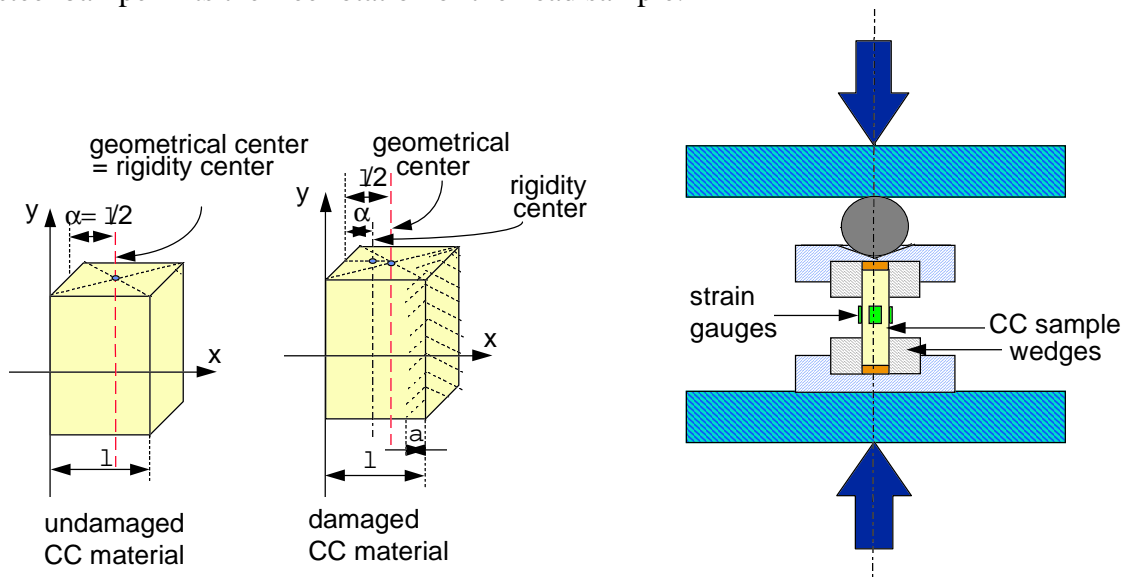 geometrical center
= rigidity center
y
α= l/2
x
l
undamaged
CC material
geometrical
center
l/2
rigidity
center
α
y
x
a
l
damaged
CC material
strain
gauges
CC sample
wedges